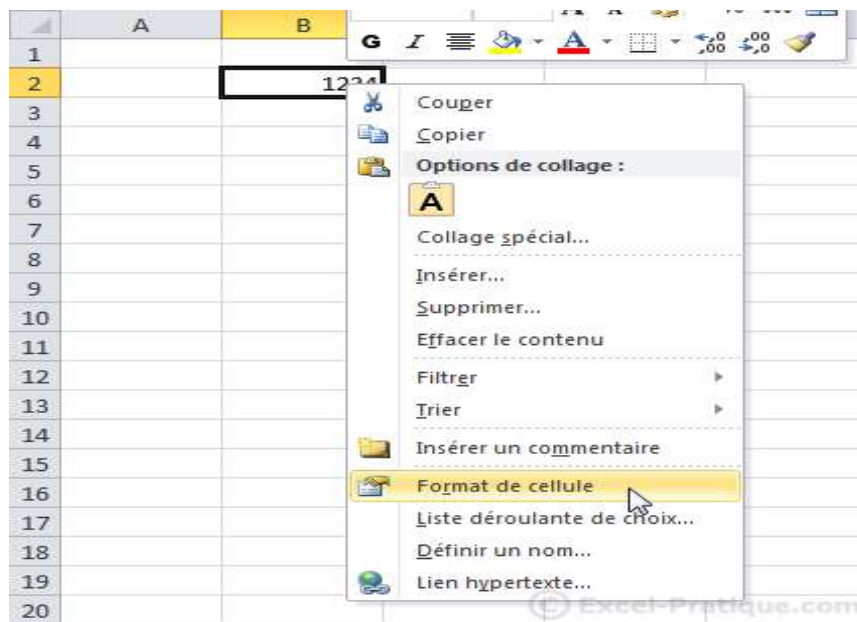 A B
G I A
1
2 1234
Couper
3
Copier
4
Options de collage :
5
A
6
7
Collage spécial...
8
Insérer...
9
Supprimer...
10
Effacer le contenu
11
12
Filtrer
13
Trier
14
Insérer un commentaire
15
Format de cellule
16
17
Liste déroulante de choix...
18
Définir un nom...
19
Lien hypertexte...
20
© Excel-Pratique.com